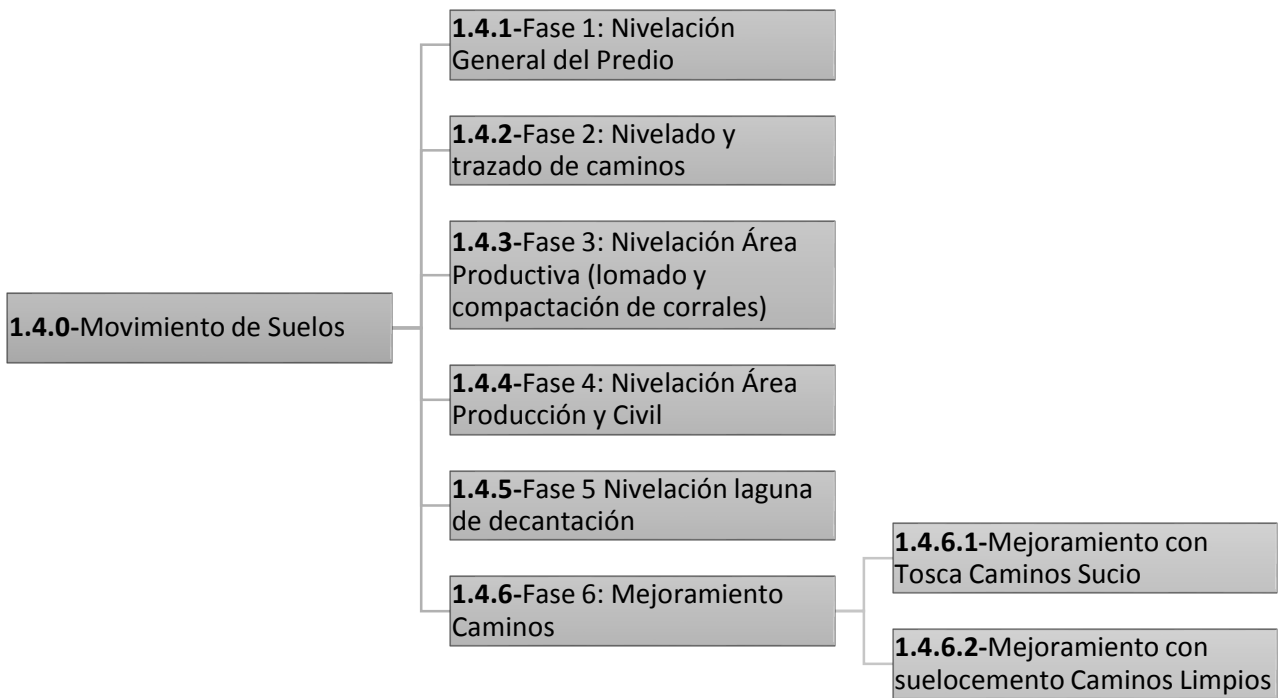 1.4.1-Fase 1: Nivelación
General del Predio
1.4.2-Fase 2: Nivelado y
trazado de caminos
1.4.3-Fase 3: Nivelación Área
Productiva (lomado y
compactación de corrales)
1.4.0-Movimiento de Suelos
1.4.4-Fase 4: Nivelación Área
Producción y Civil
1.4.5-Fase 5 Nivelación laguna
de decantación
1.4.6-Fase 6: Mejoramiento
Caminos
1.4.6.1-Mejoramiento con
Tosca Caminos Sucio
1.4.6.2-Mejoramiento con
suelocemento Caminos Limpios